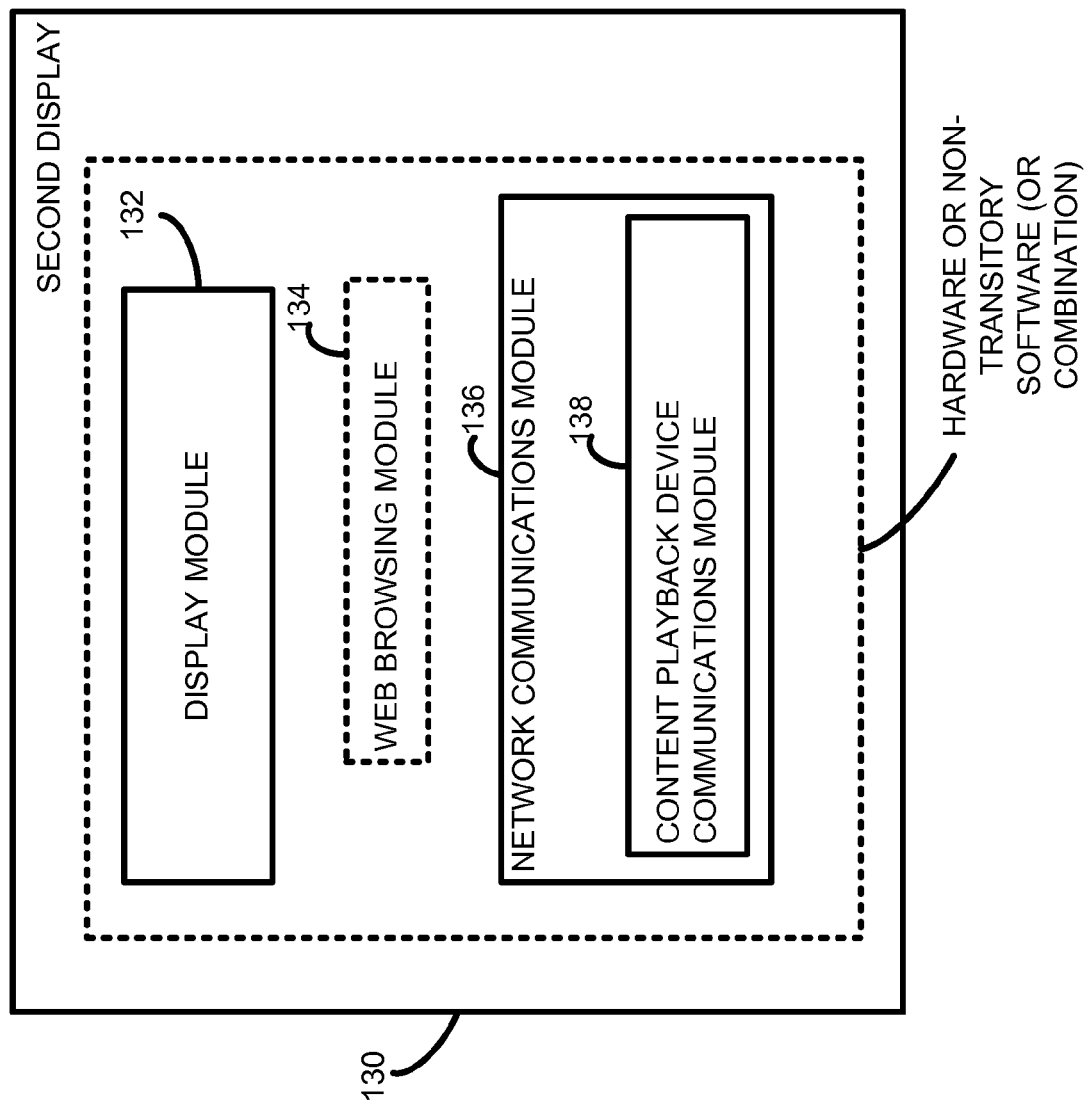 SECOND DISPLAY
132
DISPLAY MODULE
134
WEB BROWSING MODULE
136
NETWORK COMMUNICATIONS MODULE
138
CONTENT PLAYBACK DEVICE
COMMUNICATIONS MODULE
HARDWARE OR NON-
TRANSITORY
SOFTWARE (OR
COMBINATION)
130